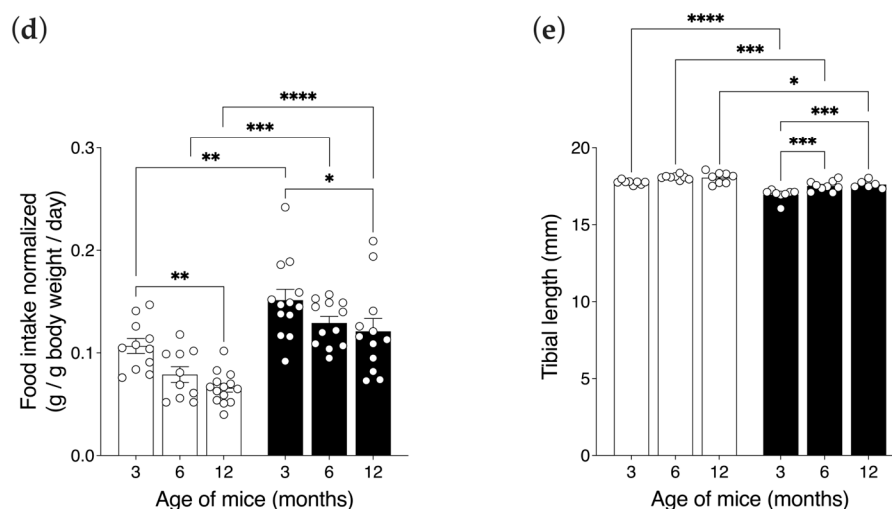 (d)
Food intake normalized
(g / g body weight / day)
0.3
0.2
0.1
0.0
****
***
**
*
**
3 6 12 3 6 12
Age of mice (months)
(e)
Tibial length (mm)
20
15
10
5
0
****
***
*
***
***
3 6 12 3 6 12
Age of mice (months)